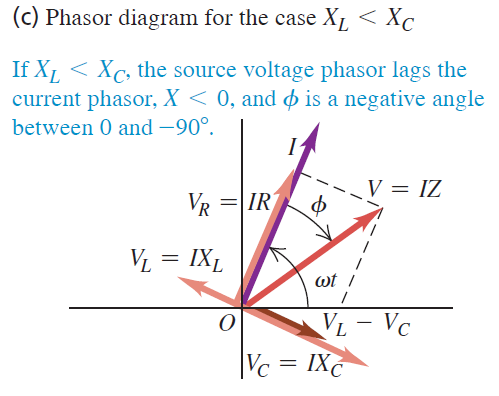 (c) Phasor diagram for the case X_L < X_C
If X_L < X_C, the source voltage phasor lags the
current phasor, X < 0, and ϕ is a negative angle
between 0 and −90°.
I
V = IZ
V_R = IR
ϕ
V_L = IX_L
ωt
O
V_L − V_C
V_C = IX_C